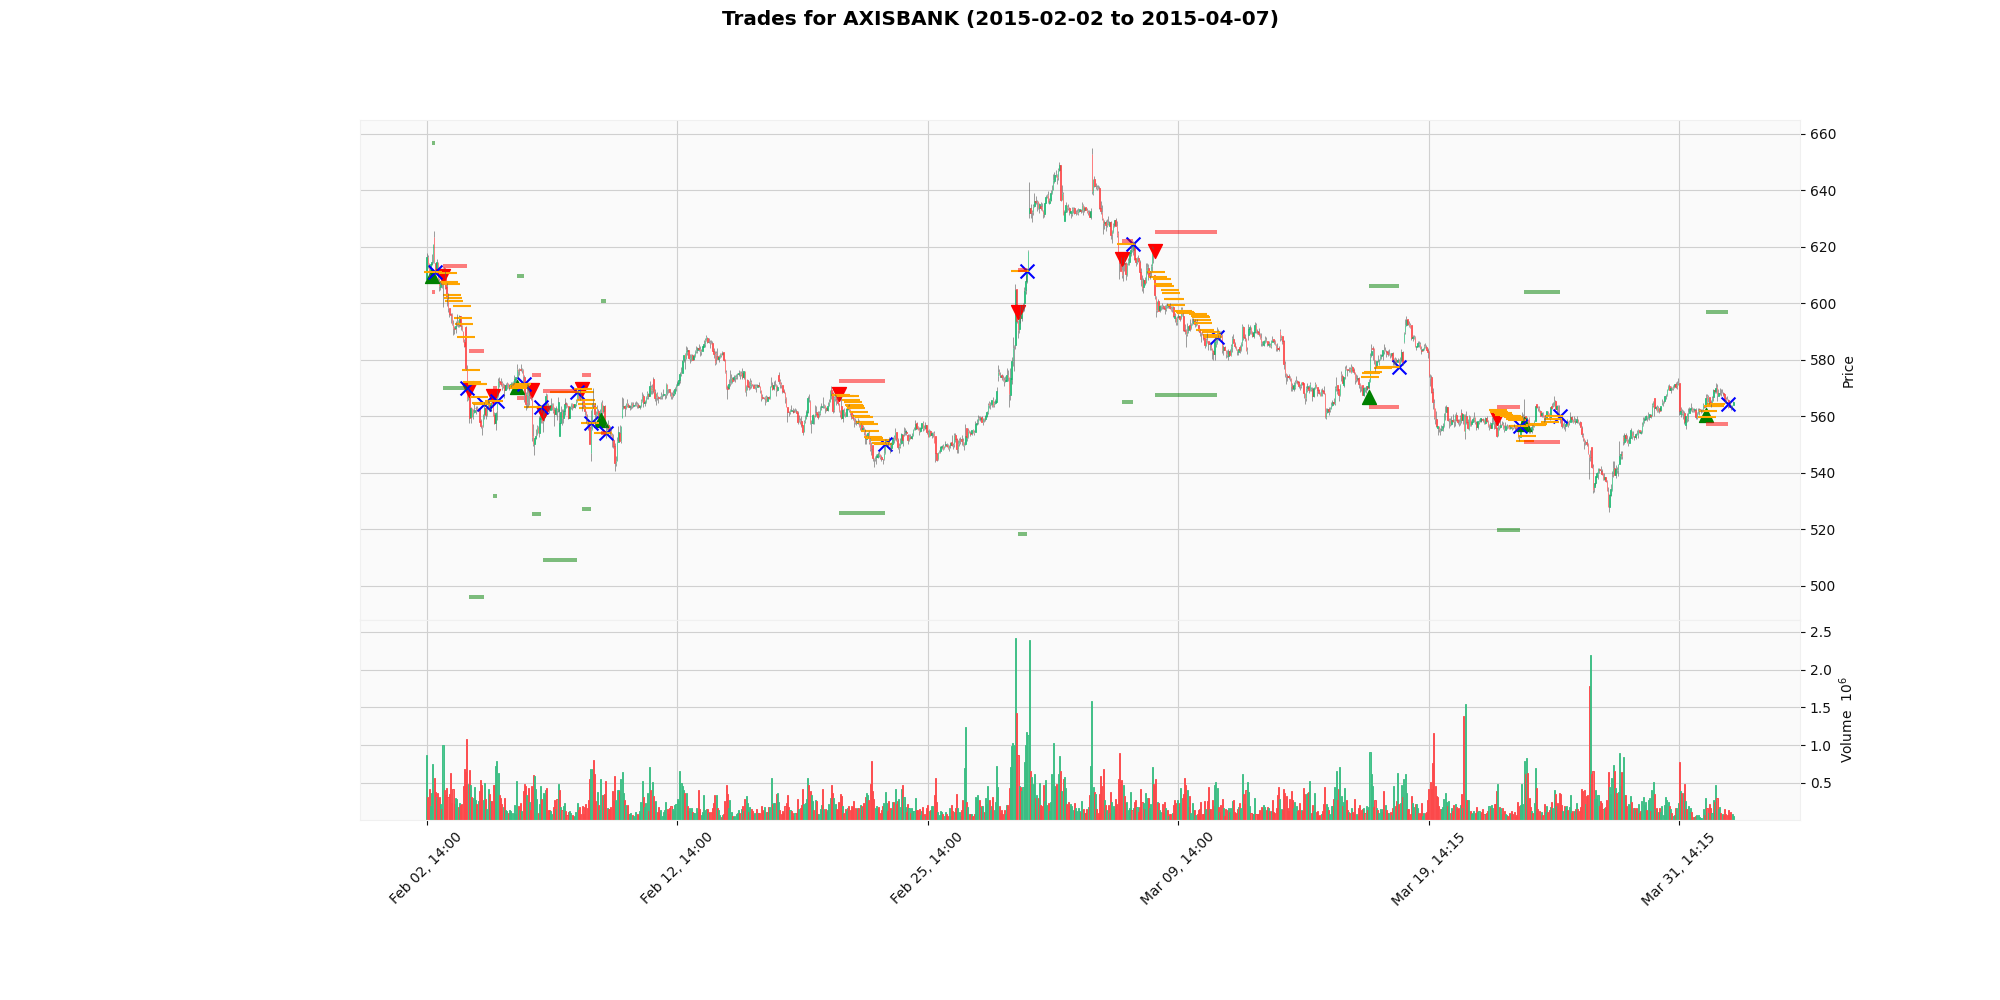 Trades for AXISBANK (2015-02-02 to 2015-04-07)
660
640
620
600
580
560
540
520
500
Price
2.5
2.0
1.5
1.0
0.5
Volume 10^6
Feb 02, 14:00
Feb 12, 14:00
Feb 25, 14:00
Mar 09, 14:00
Mar 19, 14:15
Mar 31, 14:15